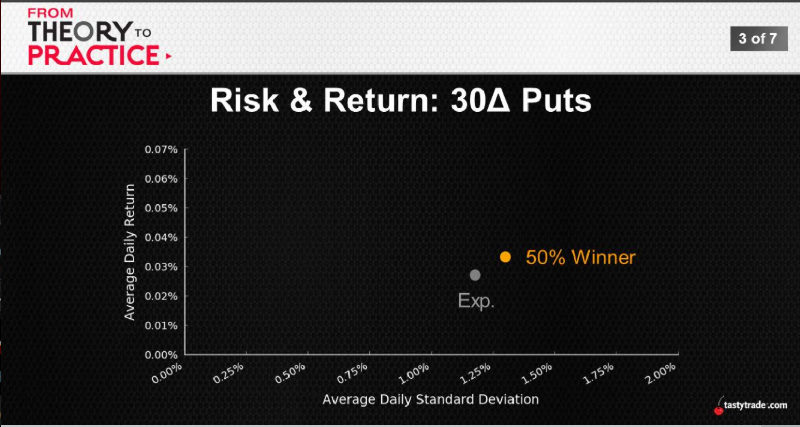 FROM
THEORY TO
PRACTICE
3 of 7
Risk & Return: 30Δ Puts
0.07%
0.06%
0.05%
0.04%
0.03%
0.02%
0.01%
0.00%
Average Daily Return
50% Winner
Exp.
0.00%
0.25%
0.50%
0.75%
1.00%
1.25%
1.50%
1.75%
2.00%
Average Daily Standard Deviation
tastytrade.com